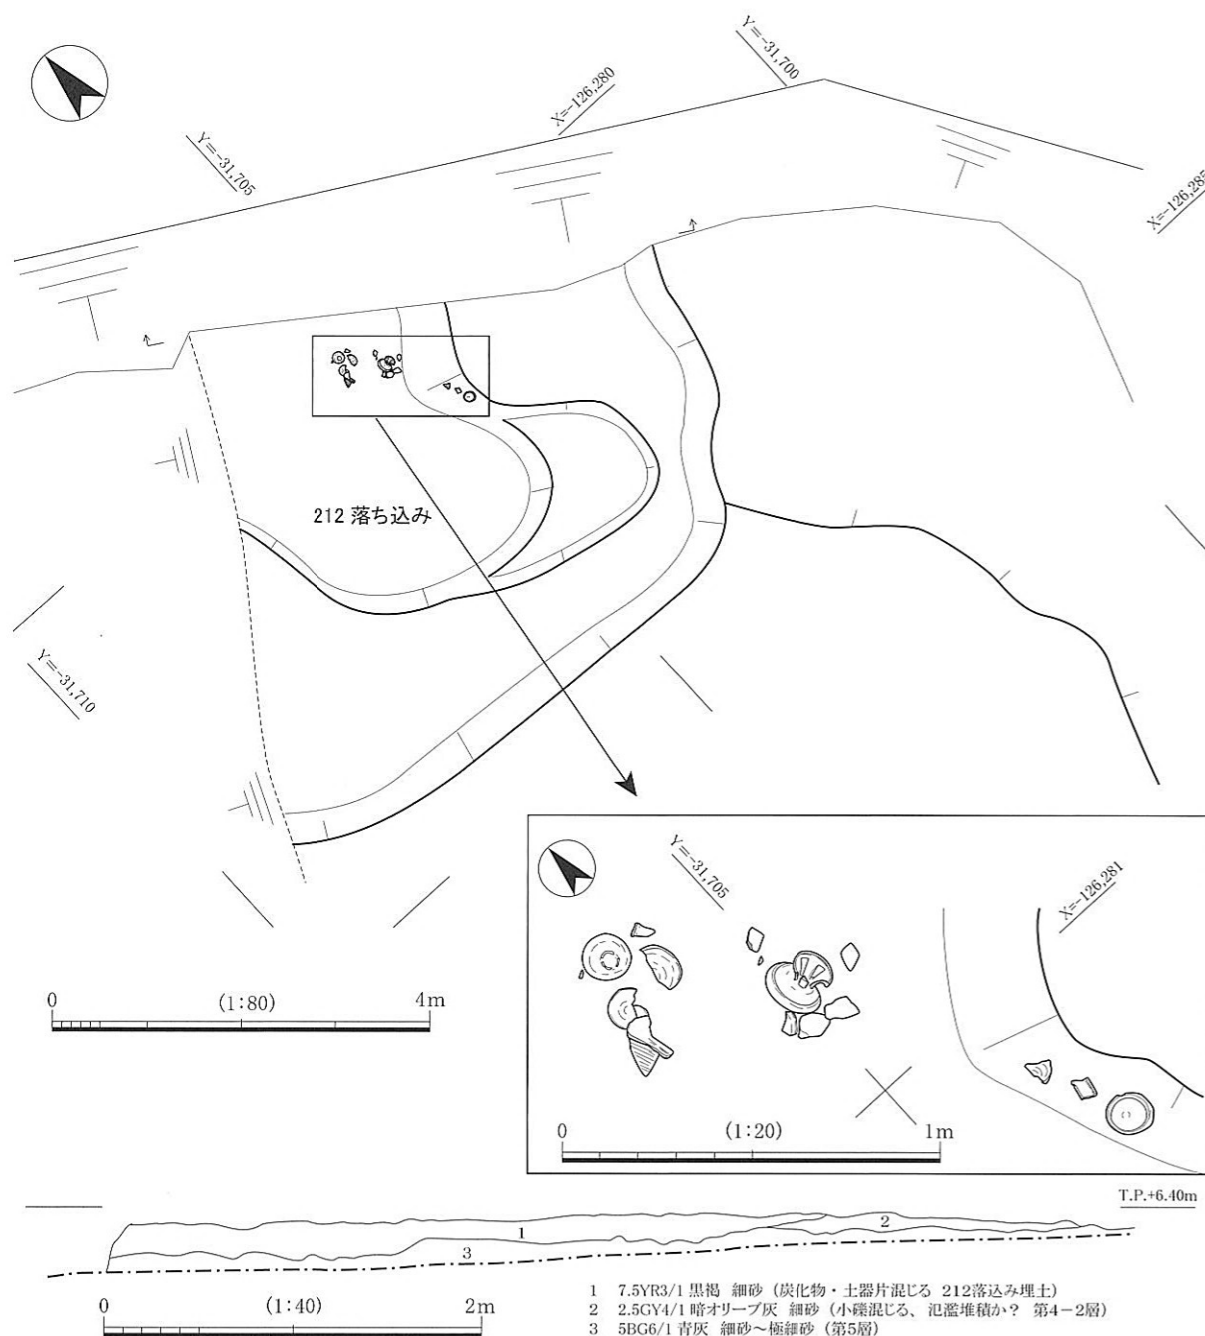 Y=-31,700
X=-126,280
Y=-31,705
X=-126,285
212 落ち込み
Y=-31,710
Y=-31,705
X=-126,281
0 (1:80) 4m
0 (1:20) 1m
T.P.+6.40m
1
2
3
0 (1:40) 2m
1 7.5YR3/1 黒褐 細砂 (炭化物・土器片混じる 212落込み埋土)
2 2.5GY4/1 暗オリーブ灰 細砂 (小礫混じる、氾濫堆積か? 第4-2層)
3 5BG6/1 青灰 細砂〜極細砂 (第5層)